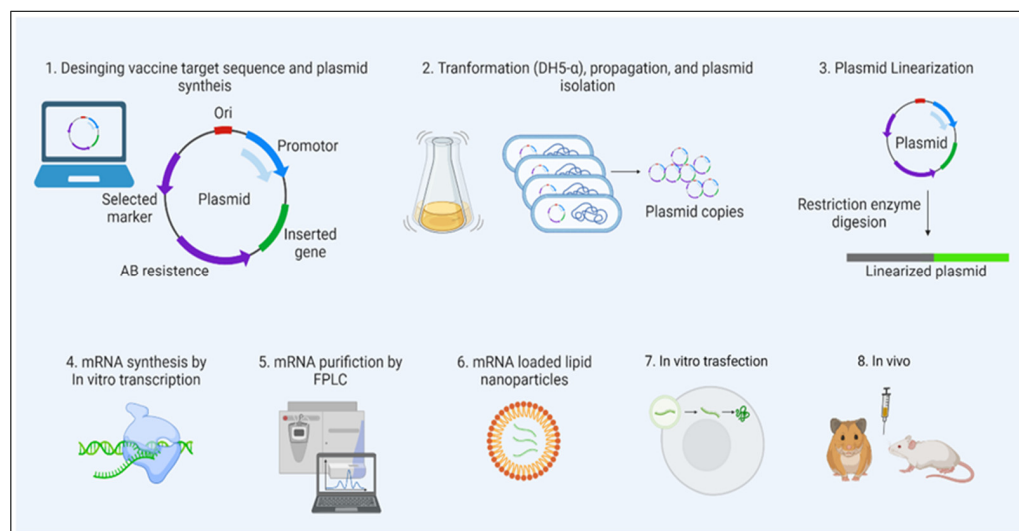 1. Desinging vaccine target sequence and plasmid
syntheis
Ori
Promotor
Selected
marker
Plasmid
Inserted
gene
AB resistence
2. Tranformation (DH5-α), propagation, and plasmid
isolation
Plasmid copies
3. Plasmid Linearization
Plasmid
Restriction enzyme
digesion
Linearized plasmid
4. mRNA synthesis by
In vitro transcription
5. mRNA purifiction by
FPLC
6. mRNA loaded lipid
nanoparticles
7. In vitro trasfection
8. In vivo